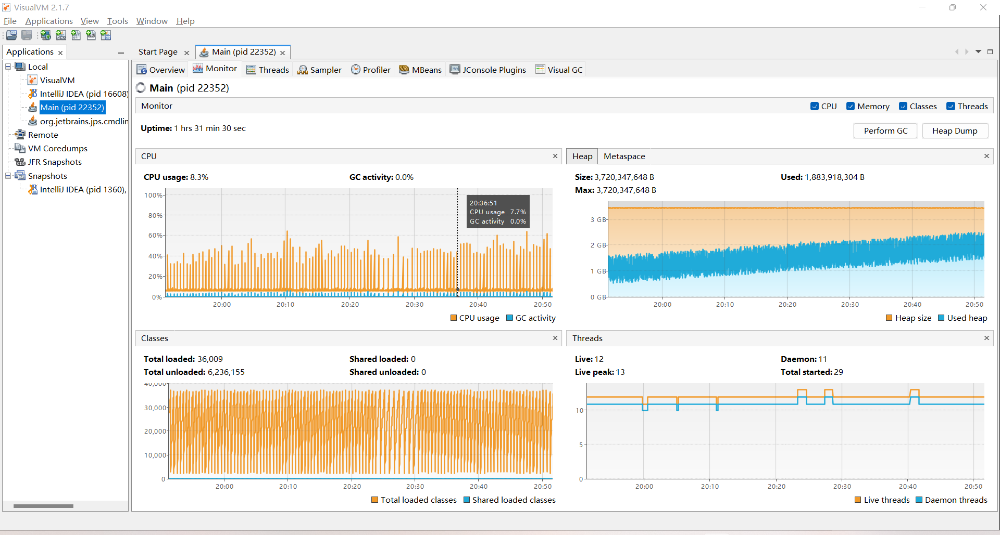 VisualVM 2.1.7
File Applications View Tools Window Help
Applications
Start Page
Main (pid 22352)
Local
VisualVM
IntelliJ IDEA (pid 16608)
Main (pid 22352)
org.jetbrains.jps.cmdlin
Remote
VM Coredumps
JFR Snapshots
Snapshots
IntelliJ IDEA (pid 1360),
Overview Monitor Threads Sampler Profiler MBeans JConsole Plugins Visual GC
Main (pid 22352)
Monitor
CPU Memory Classes Threads
Uptime: 1 hrs 31 min 30 sec
Perform GC Heap Dump
CPU
CPU usage: 8.3% GC activity: 0.0%
100%
80%
60%
40%
20%
0%
20:36:51
CPU usage 7.7%
GC activity 0.0%
20:00 20:10 20:20 20:30 20:40 20:50
CPU usage GC activity
Heap Metaspace
Size: 3,720,347,648 B Used: 1,883,918,304 B
Max: 3,720,347,648 B
3 GB
2 GB
1 GB
0 GB
20:00 20:10 20:20 20:30 20:40 20:50
Heap size Used heap
Classes
Total loaded: 36,009 Shared loaded: 0
Total unloaded: 6,236,155 Shared unloaded: 0
40,000
30,000
20,000
10,000
0
20:00 20:10 20:20 20:30 20:40 20:50
Total loaded classes Shared loaded classes
Threads
Live: 12 Daemon: 11
Live peak: 13 Total started: 29
10
5
0
20:00 20:10 20:20 20:30 20:40 20:50
Live threads Daemon threads